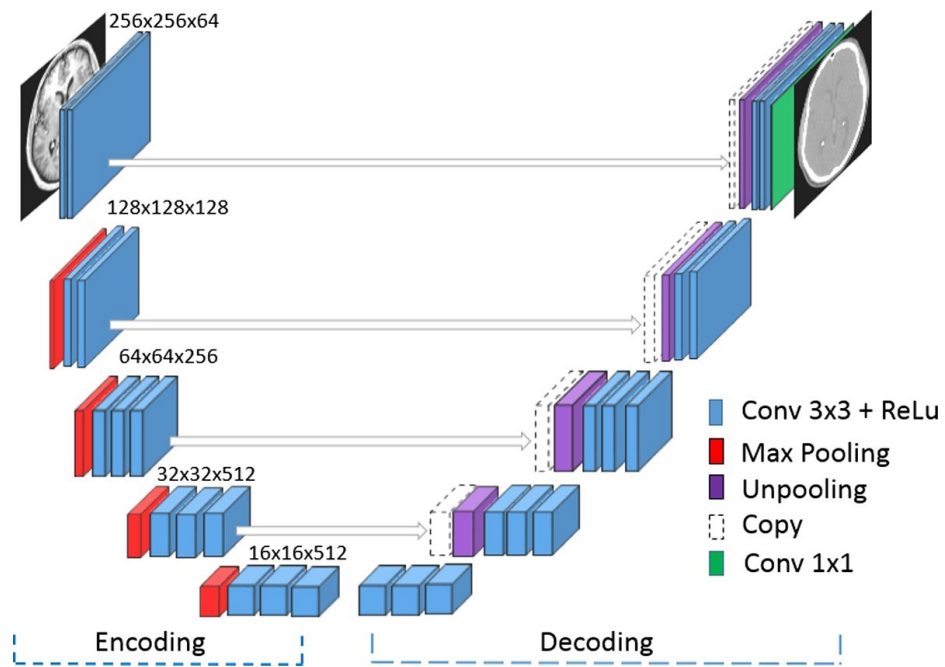 256x256x64
128x128x128
64x64x256
32x32x512
16x16x512
Conv 3x3 + ReLu
Max Pooling
Unpooling
Copy
Conv 1x1
Encoding
Decoding